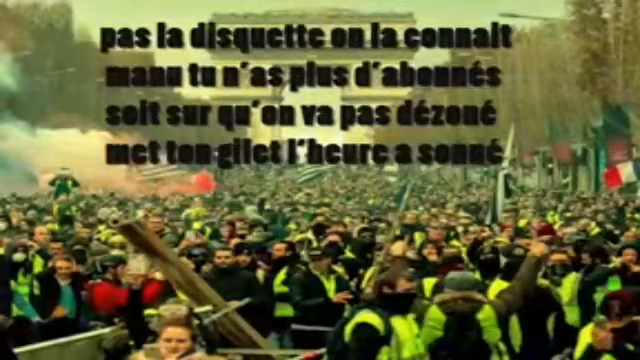 pas la disquette on la connait
manu tu n'as plus d'abonnés
soit sur qu'on va pas dézoné
met ton gilet l'heure a sonné